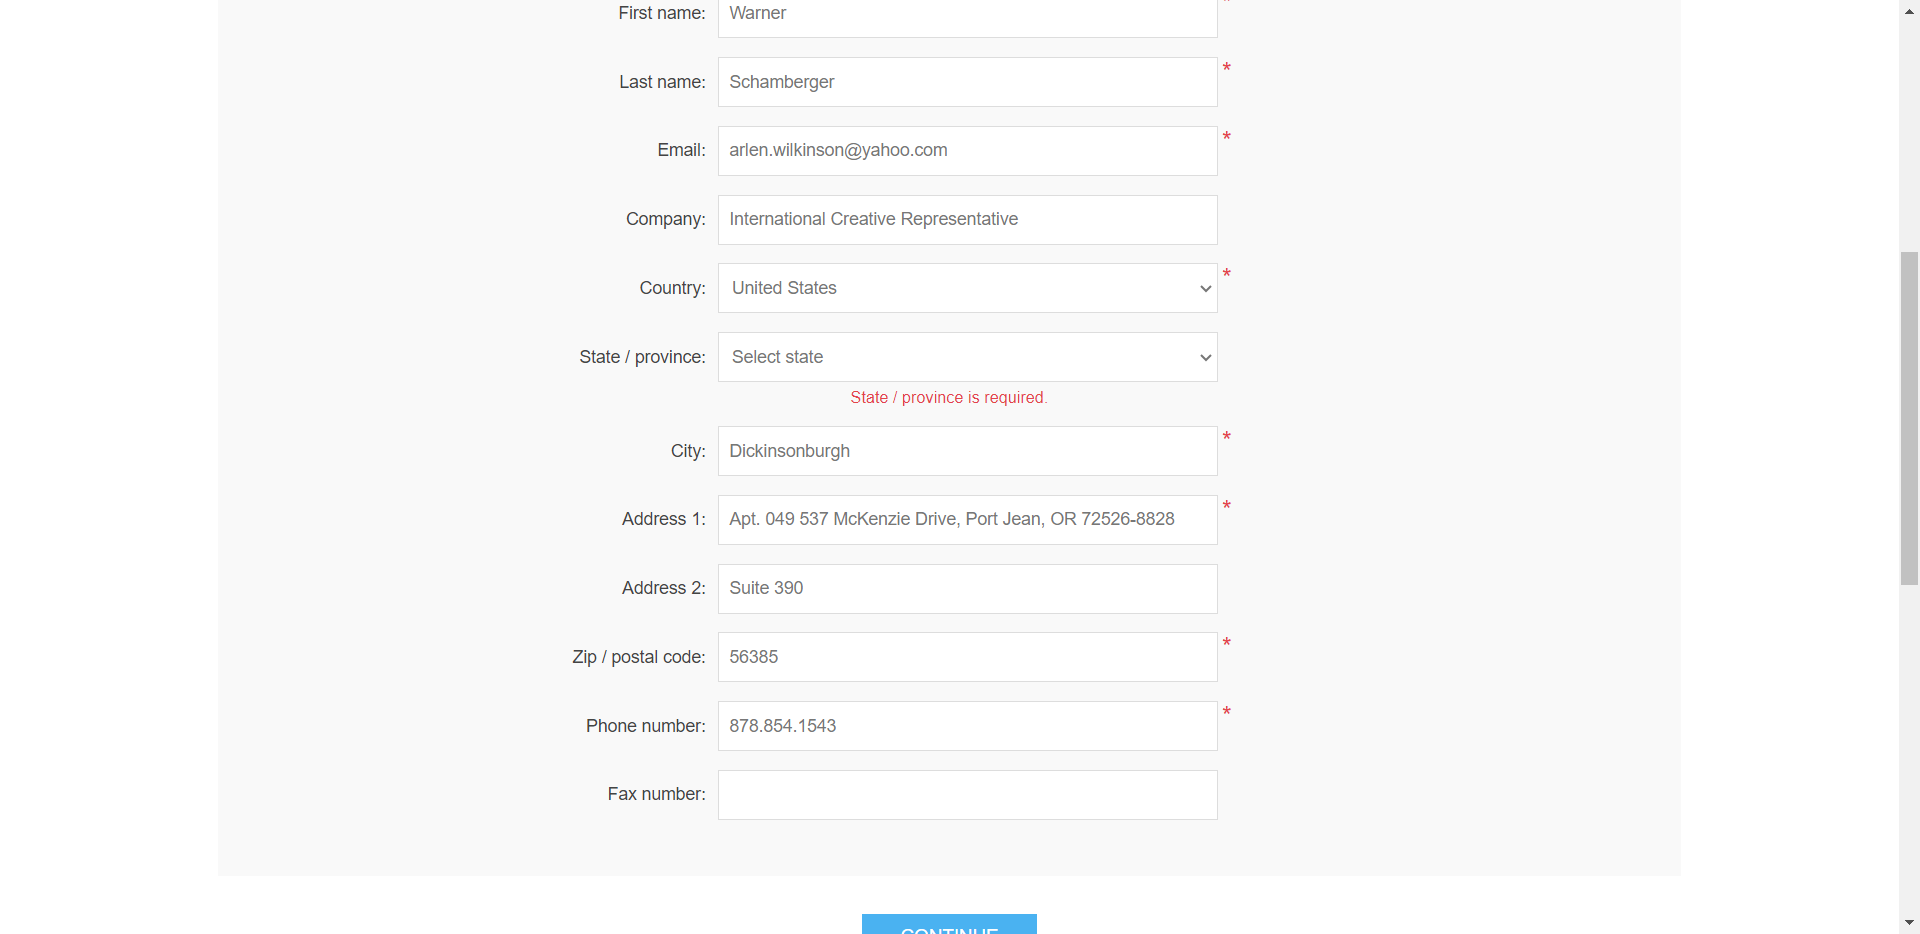 First name: Warner *
Last name: Schamberger *
Email: arlen.wilkinson@yahoo.com *
Company: International Creative Representative
Country: United States *
State / province: Select state
State / province is required.
City: Dickinsonburgh *
Address 1: Apt. 049 537 McKenzie Drive, Port Jean, OR 72526-8828 *
Address 2: Suite 390
Zip / postal code: 56385 *
Phone number: 878.854.1543 *
Fax number:
CONTINUE